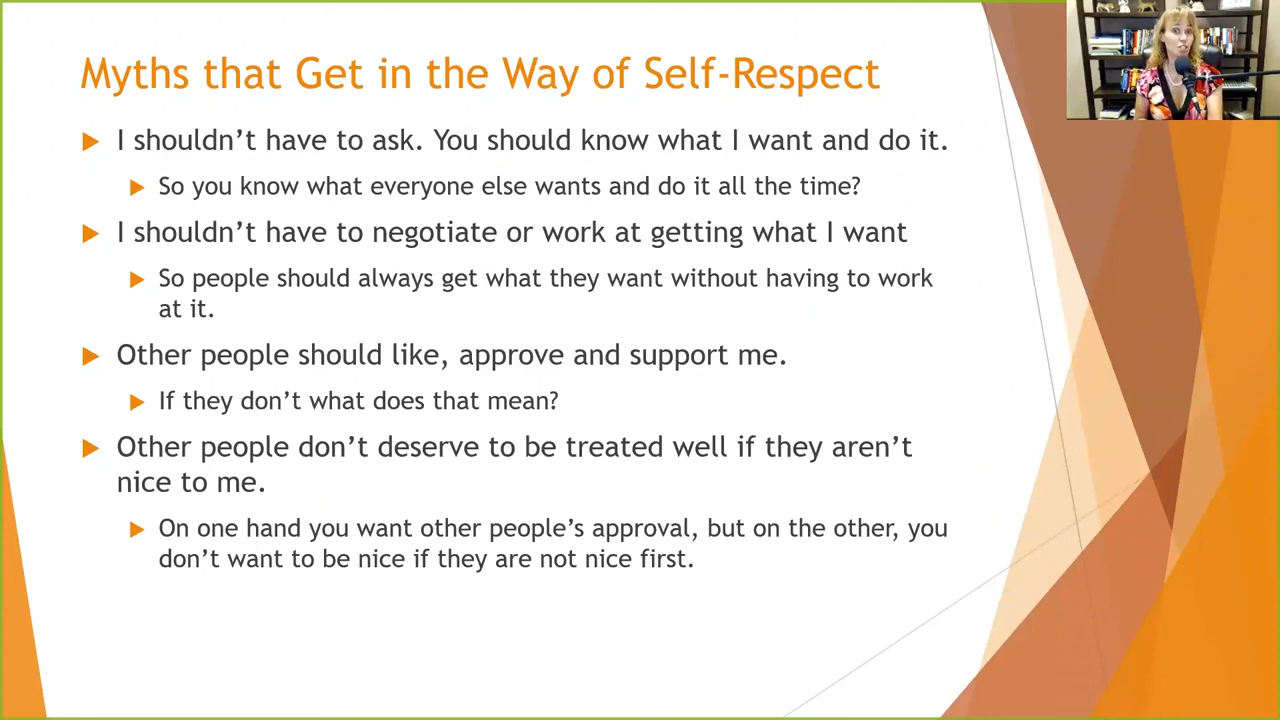 Myths that Get in the Way of Self-Respect
I shouldn’t have to ask. You should know what I want and do it.
So you know what everyone else wants and do it all the time?
I shouldn’t have to negotiate or work at getting what I want
So people should always get what they want without having to work
at it.
Other people should like, approve and support me.
If they don’t what does that mean?
Other people don’t deserve to be treated well if they aren’t
nice to me.
On one hand you want other people’s approval, but on the other, you
don’t want to be nice if they are not nice first.